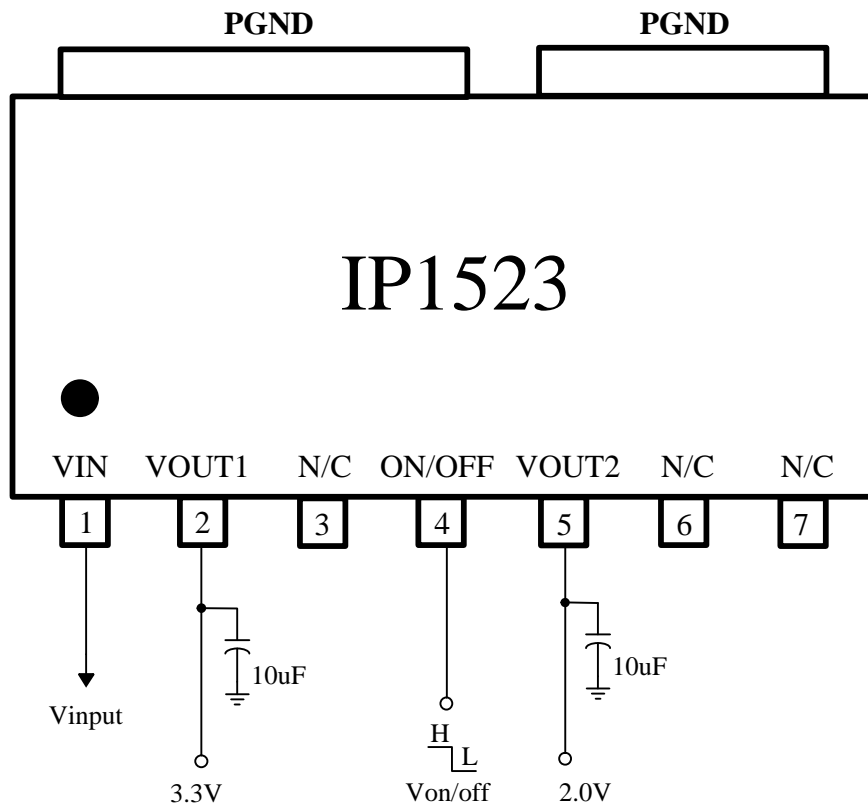 PGND PGND
IP1523
VIN VOUT1 N/C ON/OFF VOUT2 N/C N/C
1 2 3 4 5 6 7
10uF 10uF
Vinput
H
L
3.3V Von/off 2.0V